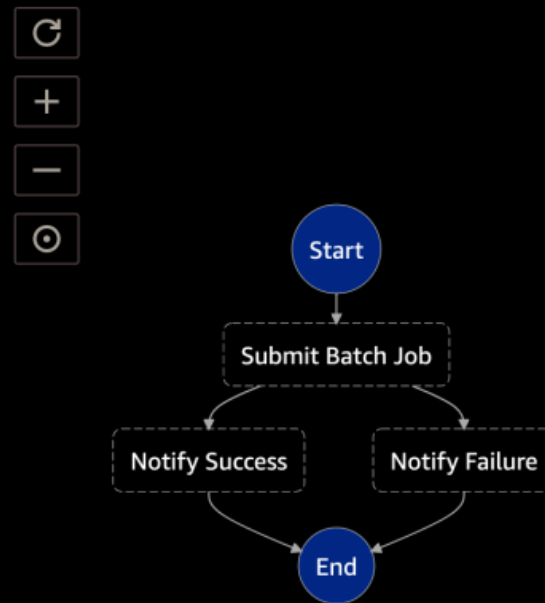 Start
Submit Batch Job
Notify Success
Notify Failure
End